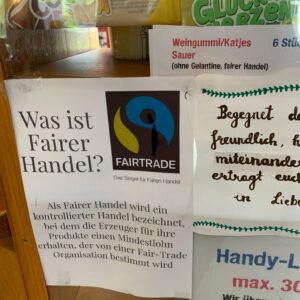 GLÜCK
Weingummi/Katjes 6 Stüc
Sauer
(ohne Gelantine, fairer Handel)
Was ist
Fairer
Handel?
FAIRTRADE
Das Siegel für Fairen Handel
Als Fairer Handel wird ein
kontrollierter Handel bezeichnet,
bei dem die Erzeuger für ihre
Produkte einen Mindestlohn
erhalten, der von einer Fair-Trade
Organisation bestimmt wird
Begegnet
freundlich,
miteinander
ertragt euch
in Liebe
Handy-L
max. 30